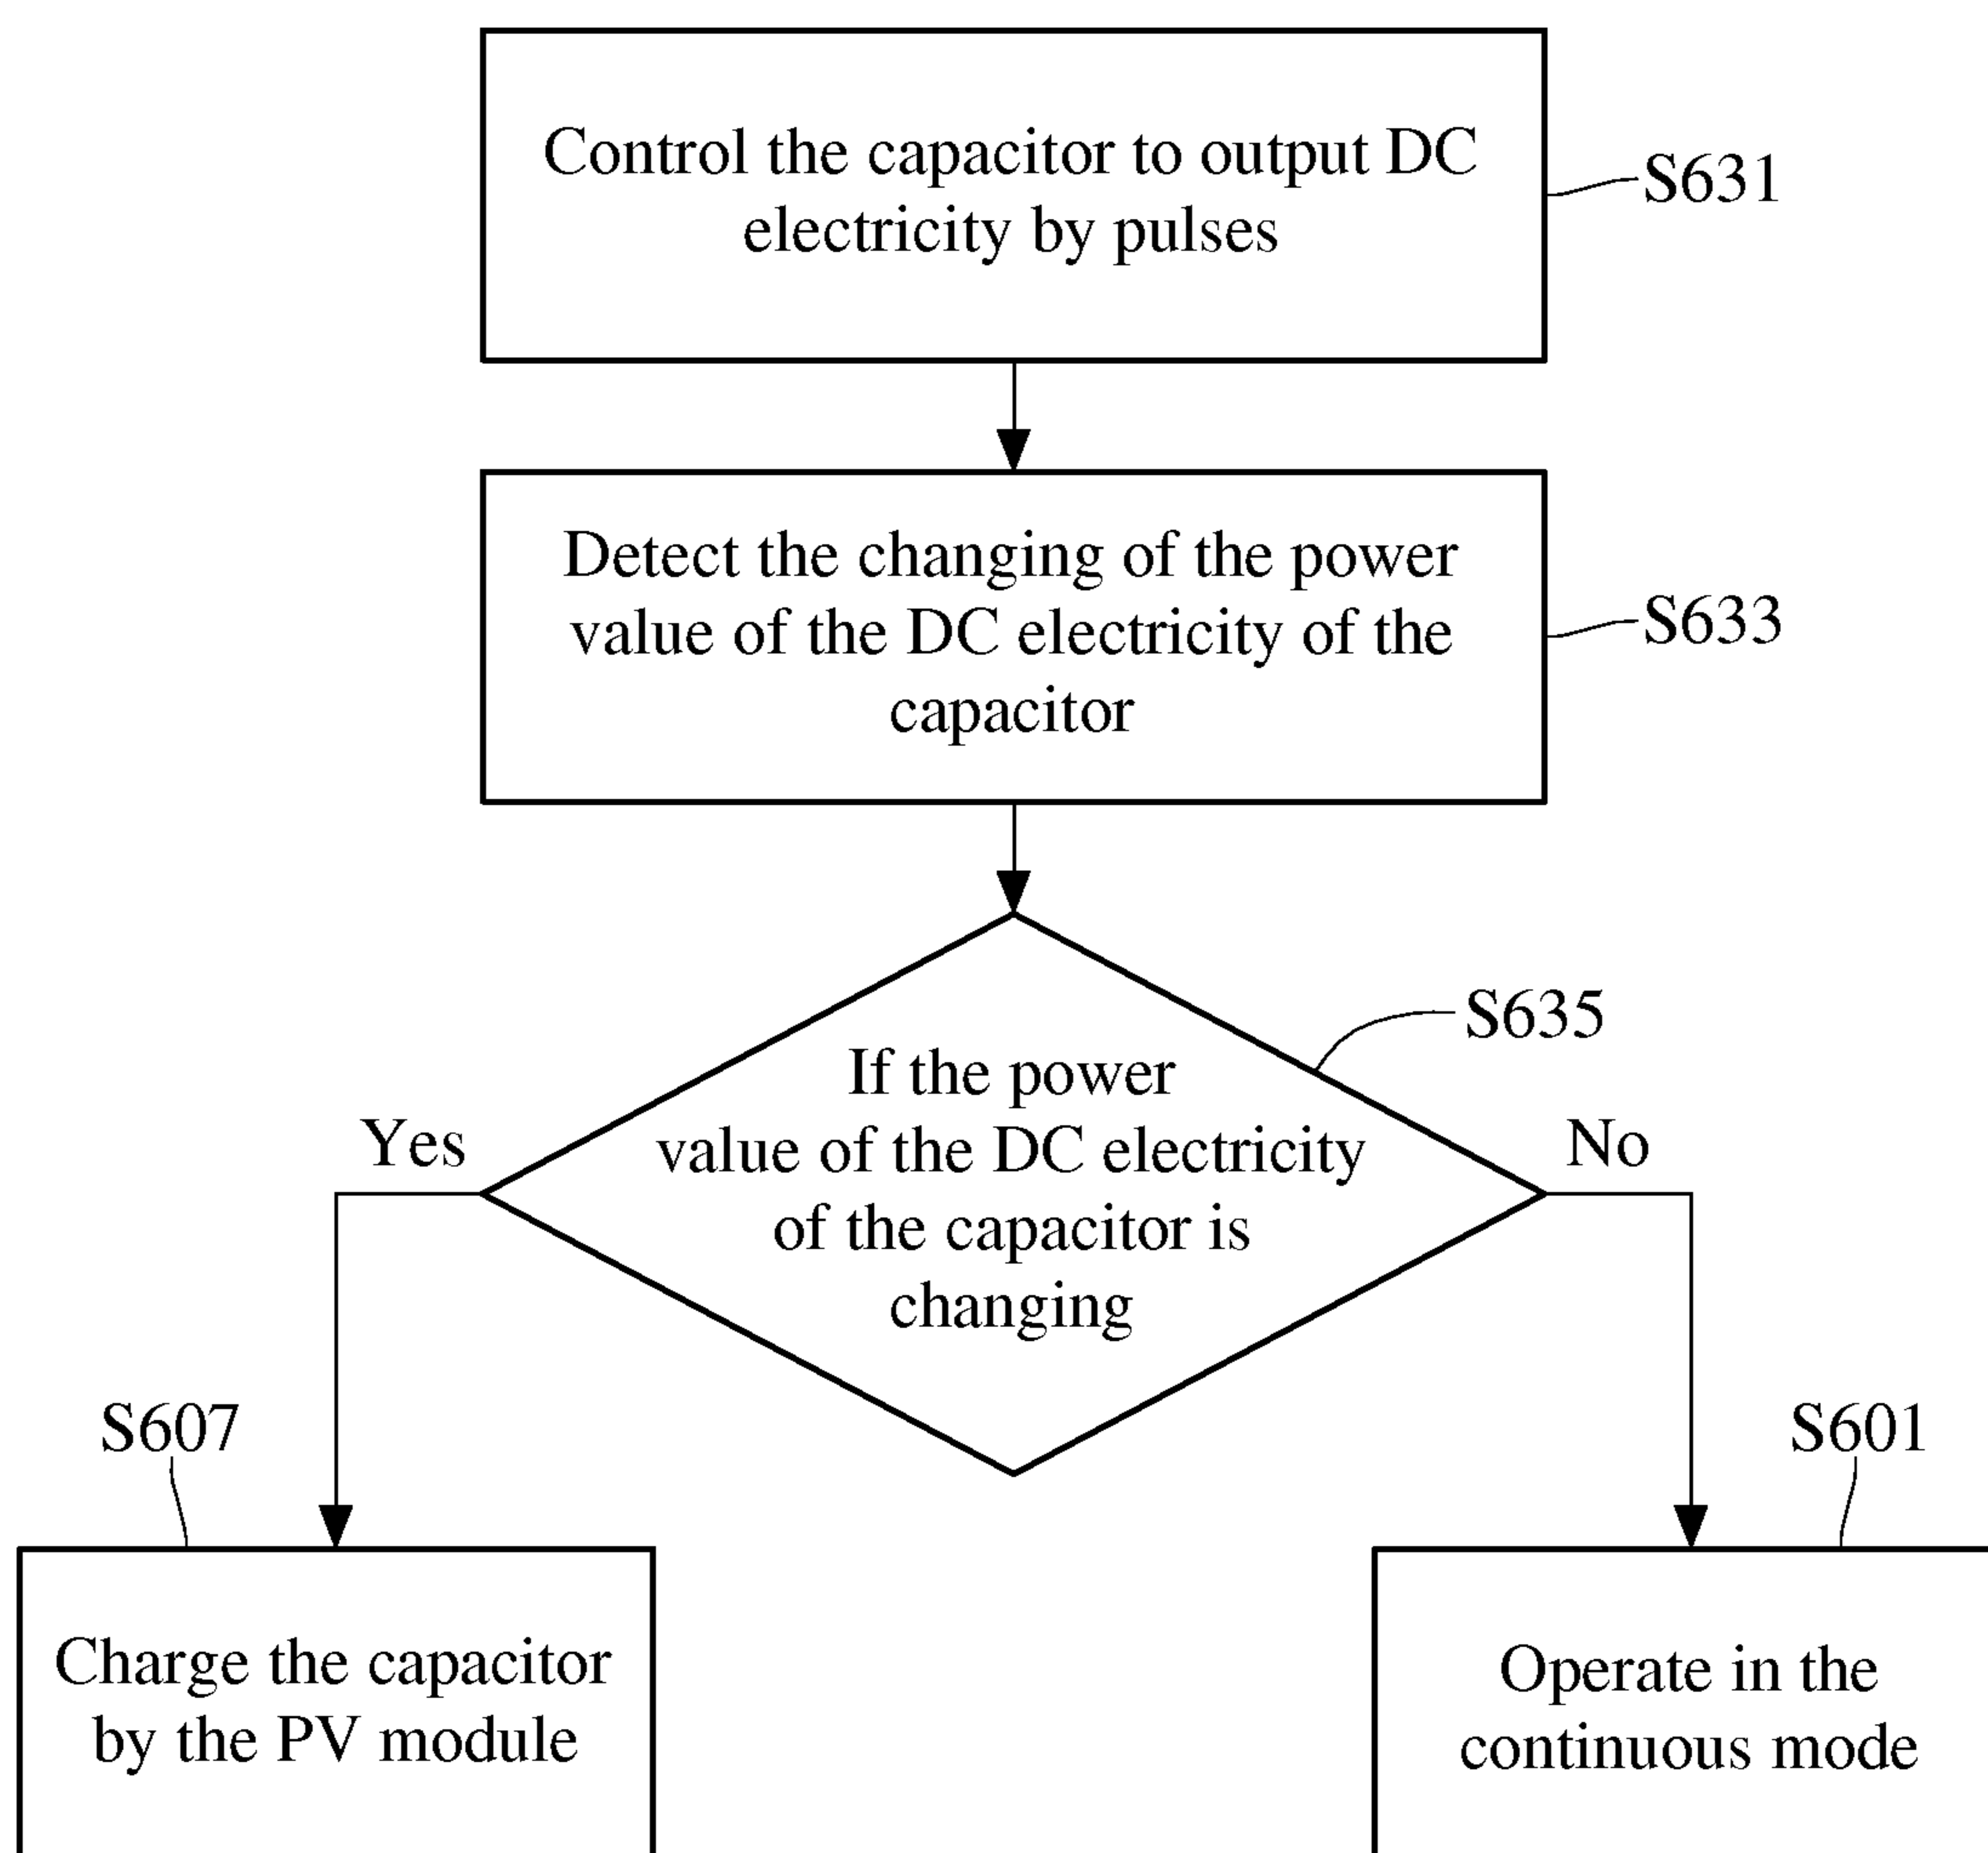 Control the capacitor to output DC
electricity by pulses
S631
Detect the changing of the power
value of the DC electricity of the
capacitor
S633
S635
If the power
value of the DC electricity
of the capacitor is
changing
Yes
No
S607
S601
Charge the capacitor
by the PV module
Operate in the
continuous mode